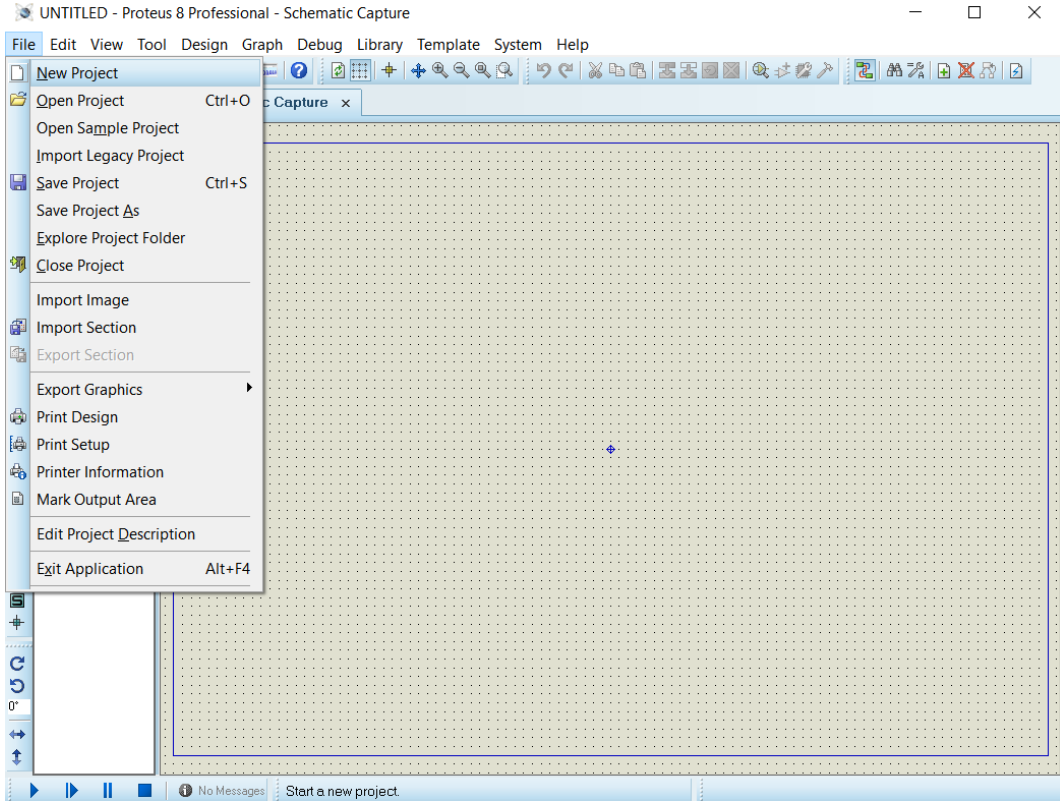 UNTITLED - Proteus 8 Professional - Schematic Capture
File Edit View Tool Design Graph Debug Library Template System Help
New Project
c Capture x
Open Project Ctrl+O
Open Sample Project
Import Legacy Project
Save Project Ctrl+S
Save Project As
Explore Project Folder
Close Project
Import Image
Import Section
Export Section
Export Graphics
Print Design
Print Setup
Printer Information
Mark Output Area
Edit Project Description
Exit Application Alt+F4
0°
No Messages Start a new project.